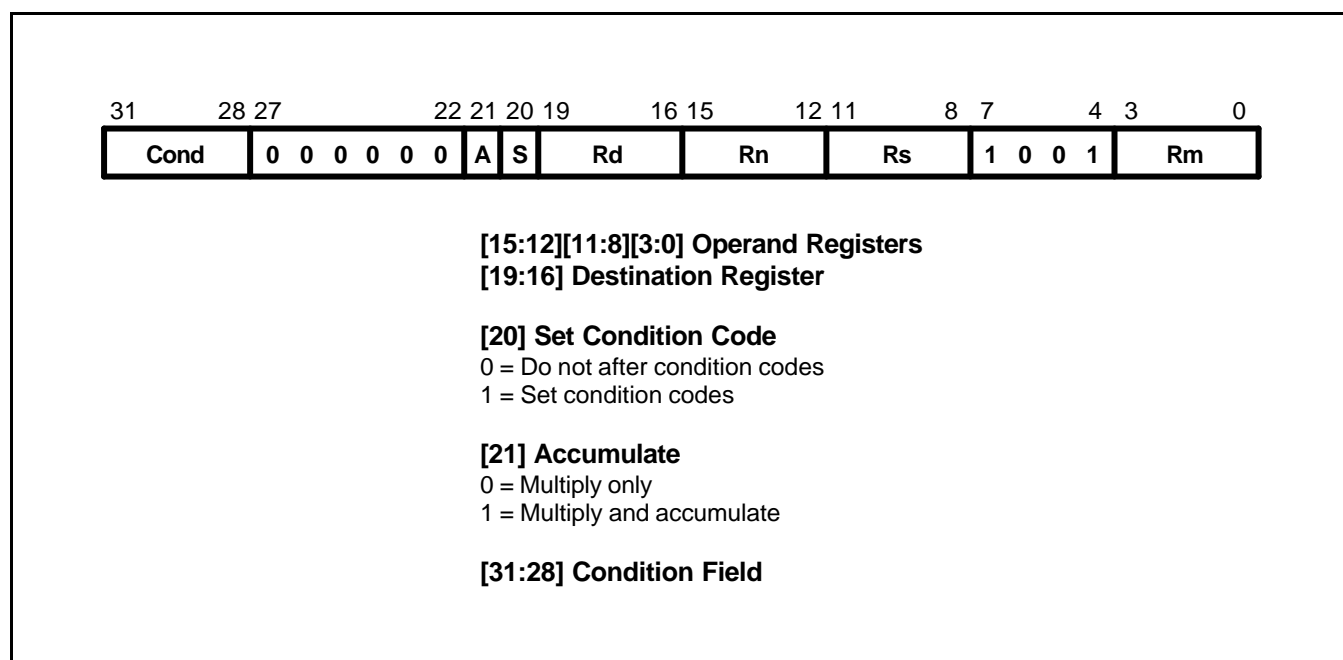 31 28 27 22 21 20 19 16 15 12 11 8 7 4 3 0
Cond 0 0 0 0 0 0 A S Rd Rn Rs 1 0 0 1 Rm
[15:12][11:8][3:0] Operand Registers
[19:16] Destination Register
[20] Set Condition Code
0 = Do not after condition codes
1 = Set condition codes
[21] Accumulate
0 = Multiply only
1 = Multiply and accumulate
[31:28] Condition Field